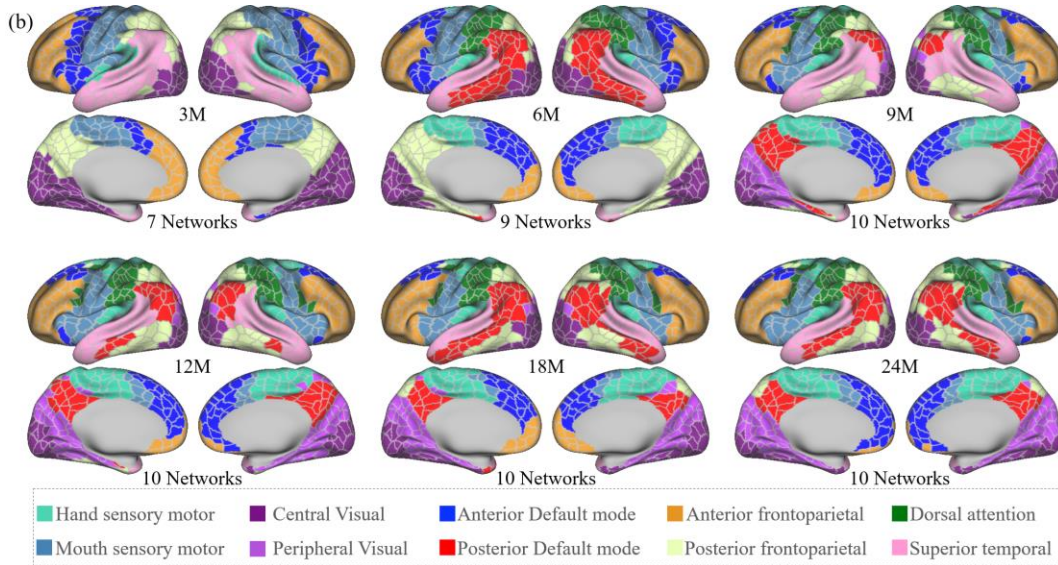 (b)
3M 6M 9M
7 Networks 9 Networks 10 Networks
12M 18M 24M
10 Networks 10 Networks 10 Networks
Hand sensory motor Central Visual Anterior Default mode Anterior frontoparietal Dorsal attention
Mouth sensory motor Peripheral Visual Posterior Default mode Posterior frontoparietal Superior temporal